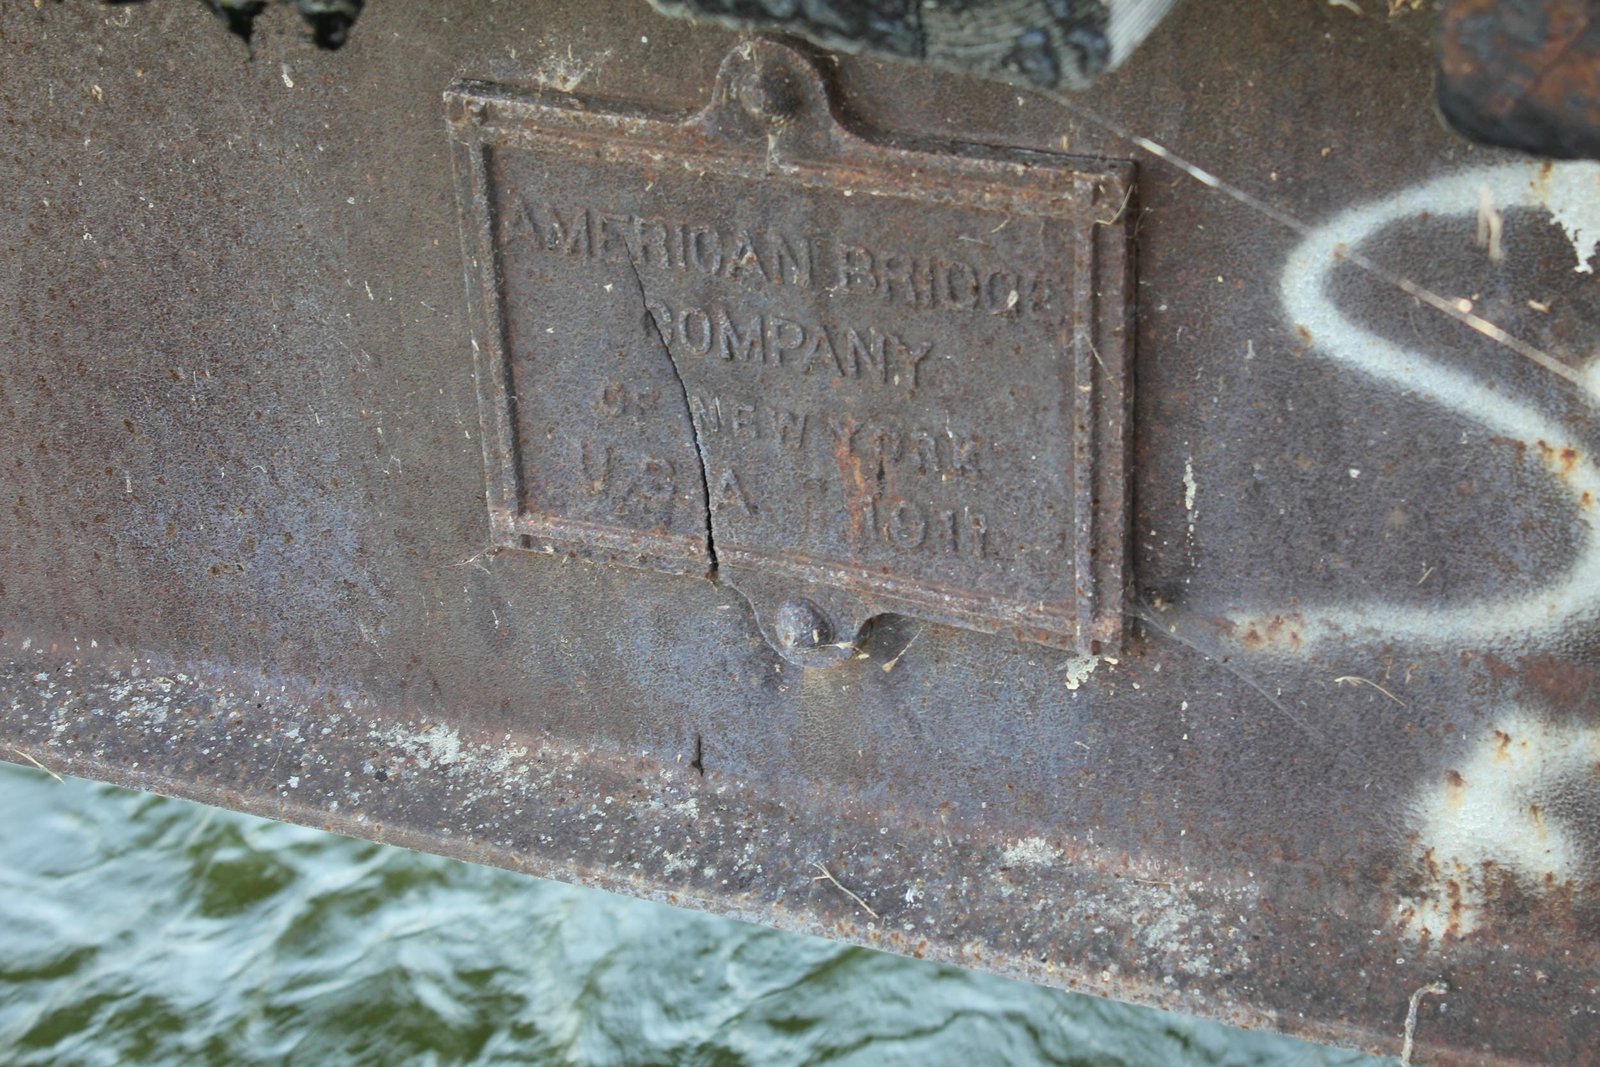 AMERICAN BRIDGE
COMPANY
OF NEW YORK
U.S.A 1911